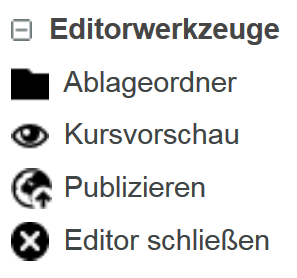 Editorwerkzeuge
Ablageordner
Kursvorschau
Publizieren
Editor schließen